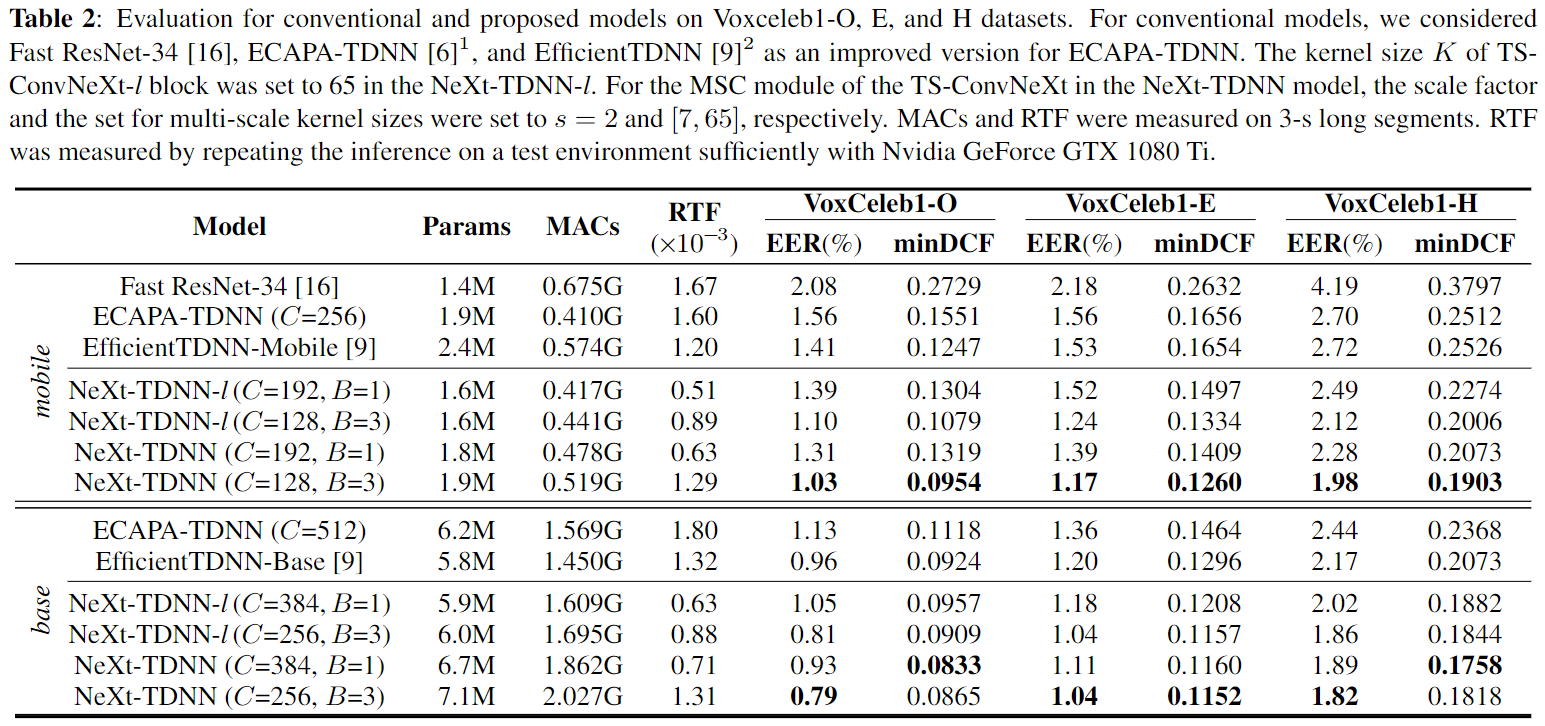 Table 2: Evaluation for conventional and proposed models on Voxceleb1-O, E, and H datasets. For conventional models, we considered
Fast ResNet-34 [16], ECAPA-TDNN [6]¹, and EfficientTDNN [9]² as an improved version for ECAPA-TDNN. The kernel size K of TS-
ConvNeXt-l block was set to 65 in the NeXt-TDNN-l. For the MSC module of the TS-ConvNeXt in the NeXt-TDNN model, the scale factor
and the set for multi-scale kernel sizes were set to s = 2 and [7, 65], respectively. MACs and RTF were measured on 3-s long segments. RTF
was measured by repeating the inference on a test environment sufficiently with Nvidia GeForce GTX 1080 Ti.
Model Params MACs RTF (×10⁻³) VoxCeleb1-O VoxCeleb1-E VoxCeleb1-H
EER(%) minDCF EER(%) minDCF EER(%) minDCF
mobile
Fast ResNet-34 [16] 1.4M 0.675G 1.67 2.08 0.2729 2.18 0.2632 4.19 0.3797
ECAPA-TDNN (C=256) 1.9M 0.410G 1.60 1.56 0.1551 1.56 0.1656 2.70 0.2512
EfficientTDNN-Mobile [9] 2.4M 0.574G 1.20 1.41 0.1247 1.53 0.1654 2.72 0.2526
NeXt-TDNN-l (C=192, B=1) 1.6M 0.417G 0.51 1.39 0.1304 1.52 0.1497 2.49 0.2274
NeXt-TDNN-l (C=128, B=3) 1.6M 0.441G 0.89 1.10 0.1079 1.24 0.1334 2.12 0.2006
NeXt-TDNN (C=192, B=1) 1.8M 0.478G 0.63 1.31 0.1319 1.39 0.1409 2.28 0.2073
NeXt-TDNN (C=128, B=3) 1.9M 0.519G 1.29 1.03 0.0954 1.17 0.1260 1.98 0.1903
base
ECAPA-TDNN (C=512) 6.2M 1.569G 1.80 1.13 0.1118 1.36 0.1464 2.44 0.2368
EfficientTDNN-Base [9] 5.8M 1.450G 1.32 0.96 0.0924 1.20 0.1296 2.17 0.2073
NeXt-TDNN-l (C=384, B=1) 5.9M 1.609G 0.63 1.05 0.0957 1.18 0.1208 2.02 0.1882
NeXt-TDNN-l (C=256, B=3) 6.0M 1.695G 0.88 0.81 0.0909 1.04 0.1157 1.86 0.1844
NeXt-TDNN (C=384, B=1) 6.7M 1.862G 0.71 0.93 0.0833 1.11 0.1160 1.89 0.1758
NeXt-TDNN (C=256, B=3) 7.1M 2.027G 1.31 0.79 0.0865 1.04 0.1152 1.82 0.1818